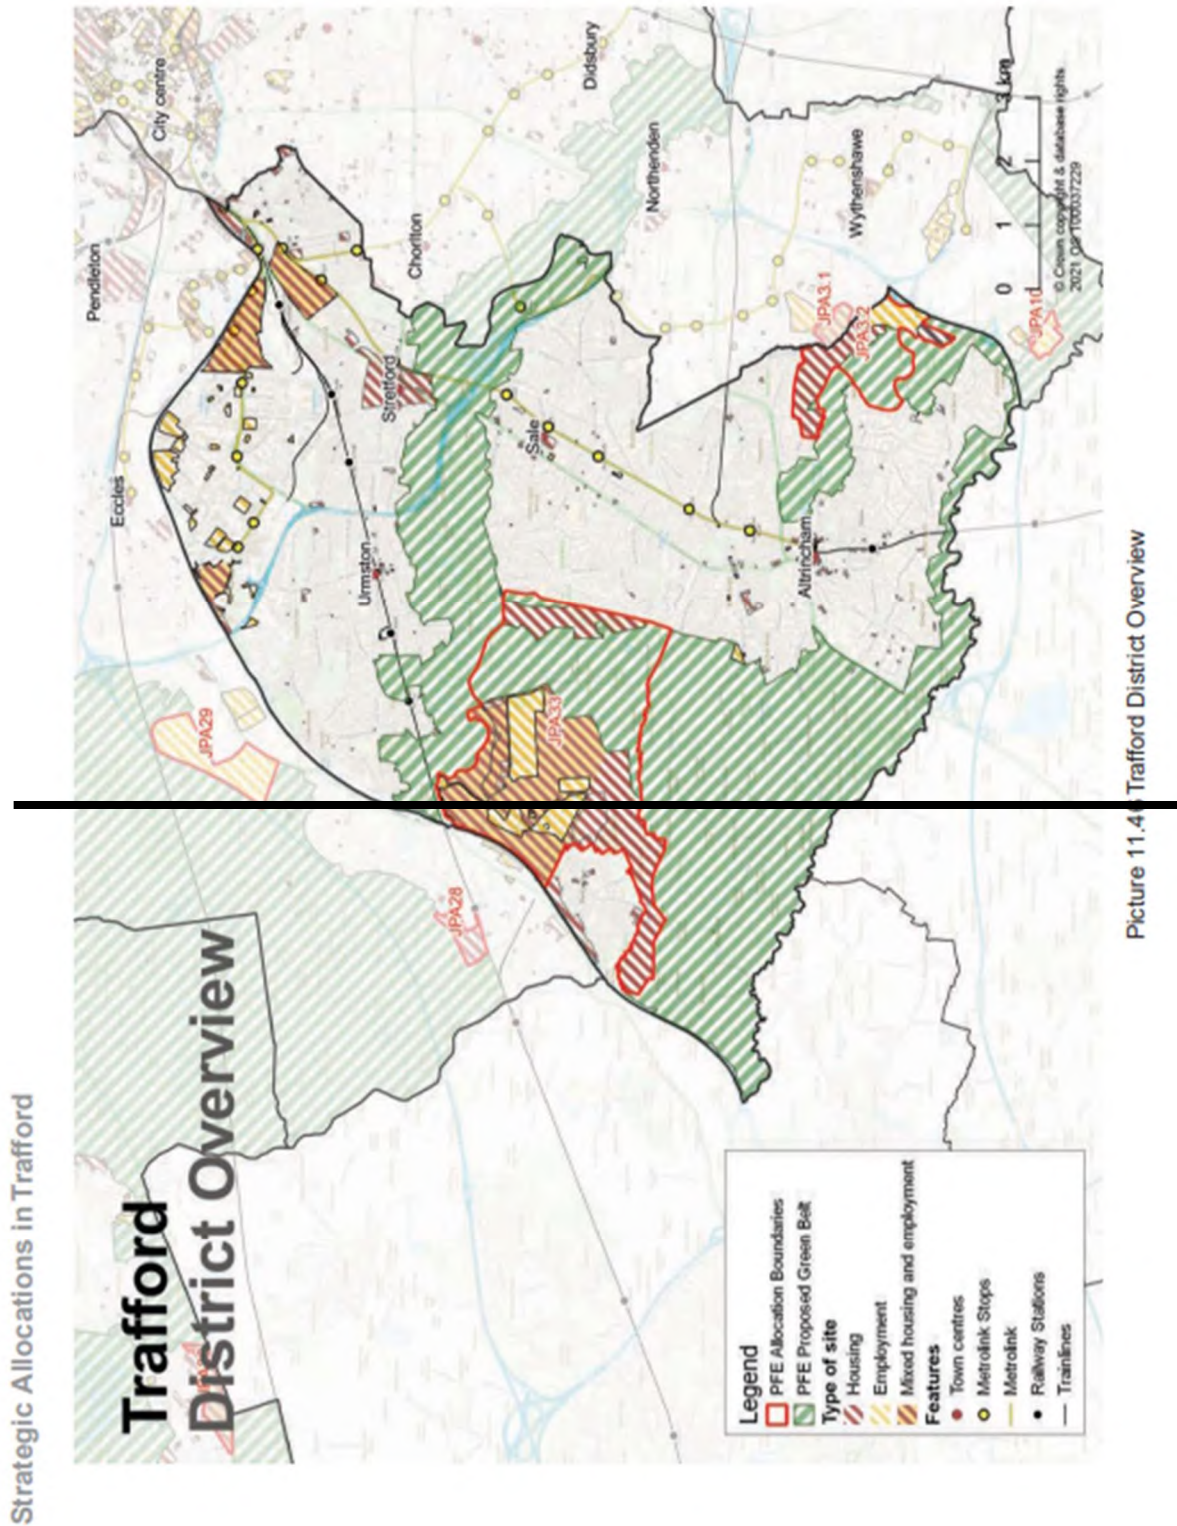 Strategic Allocations in Trafford
Trafford
District Overview
Pendleton
City centre
Eccles
Didsbury
Northenden
Chorlton
Stretford
Urmston
Sale
Wythenshawe
Altrincham
JPA29
JPA28
JPA33
JPA3.1
JPA3.2
JPA10
0 1 2 3 km
© Crown copyright & database rights
2021 OS 100037229
Legend
PFE Allocation Boundaries
PFE Proposed Green Belt
Type of site
Housing
Employment
Mixed housing and employment
Features
Town centres
Metrolink Stops
Metrolink
Railway Stations
Trainlines
Picture 11.46 Trafford District Overview